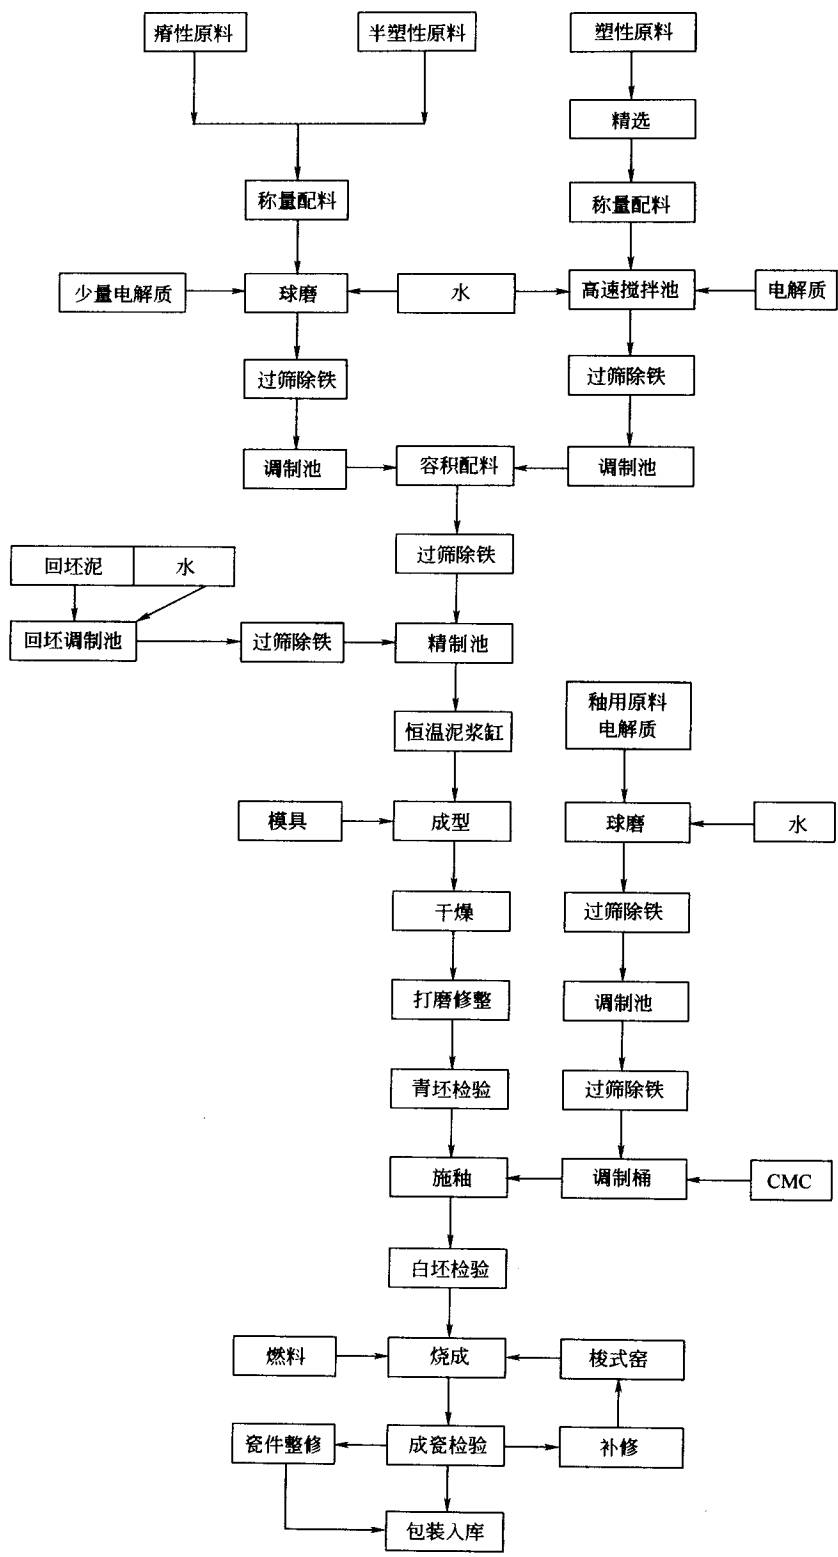 瘠性原料
半塑性原料
塑性原料
精选
称量配料
称量配料
少量电解质
球磨
水
高速搅拌池
电解质
过筛除铁
过筛除铁
调制池
容积配料
调制池
过筛除铁
回坯泥
水
回坯调制池
过筛除铁
精制池
釉用原料
电解质
恒温泥浆缸
模具
成型
球磨
水
干燥
过筛除铁
打磨修整
调制池
青坯检验
过筛除铁
施釉
调制桶
CMC
白坯检验
燃料
烧成
梭式窑
瓷件整修
成瓷检验
补修
包装入库